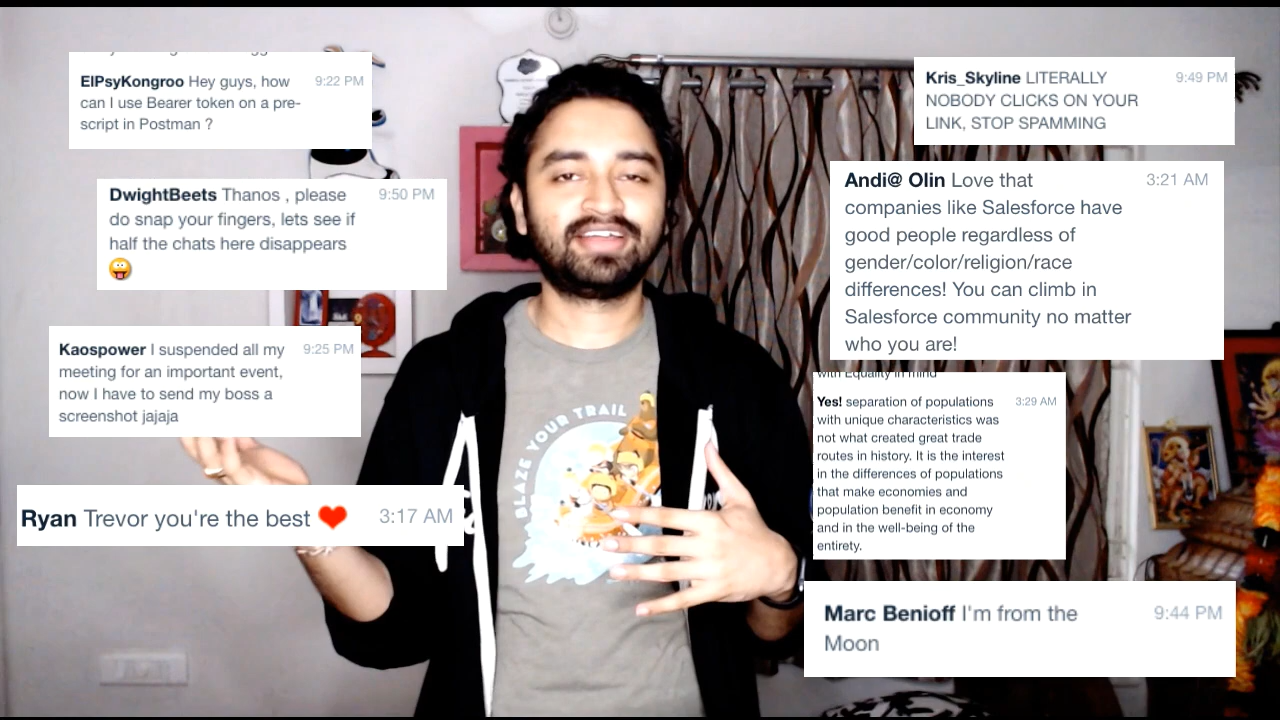 ElPsyKongroo Hey guys, how 9:22 PM
can I use Bearer token on a pre-
script in Postman ?
DwightBeets Thanos , please 9:50 PM
do snap your fingers, lets see if
half the chats here disappears
😜
Kaospower I suspended all my 9:25 PM
meeting for an important event,
now I have to send my boss a
screenshot jajaja
Ryan Trevor you're the best ❤ 3:17 AM
BLAZE YOUR TRAIL
Kris_Skyline LITERALLY 9:49 PM
NOBODY CLICKS ON YOUR
LINK, STOP SPAMMING
Andi@ Olin Love that 3:21 AM
companies like Salesforce have
good people regardless of
gender/color/religion/race
differences! You can climb in
Salesforce community no matter
who you are!
with Equality in mind
Yes! separation of populations 3:29 AM
with unique characteristics was
not what created great trade
routes in history. It is the interest
in the differences of populations
that make economies and
population benefit in economy
and in the well-being of the
entirety.
Marc Benioff I'm from the 9:44 PM
Moon